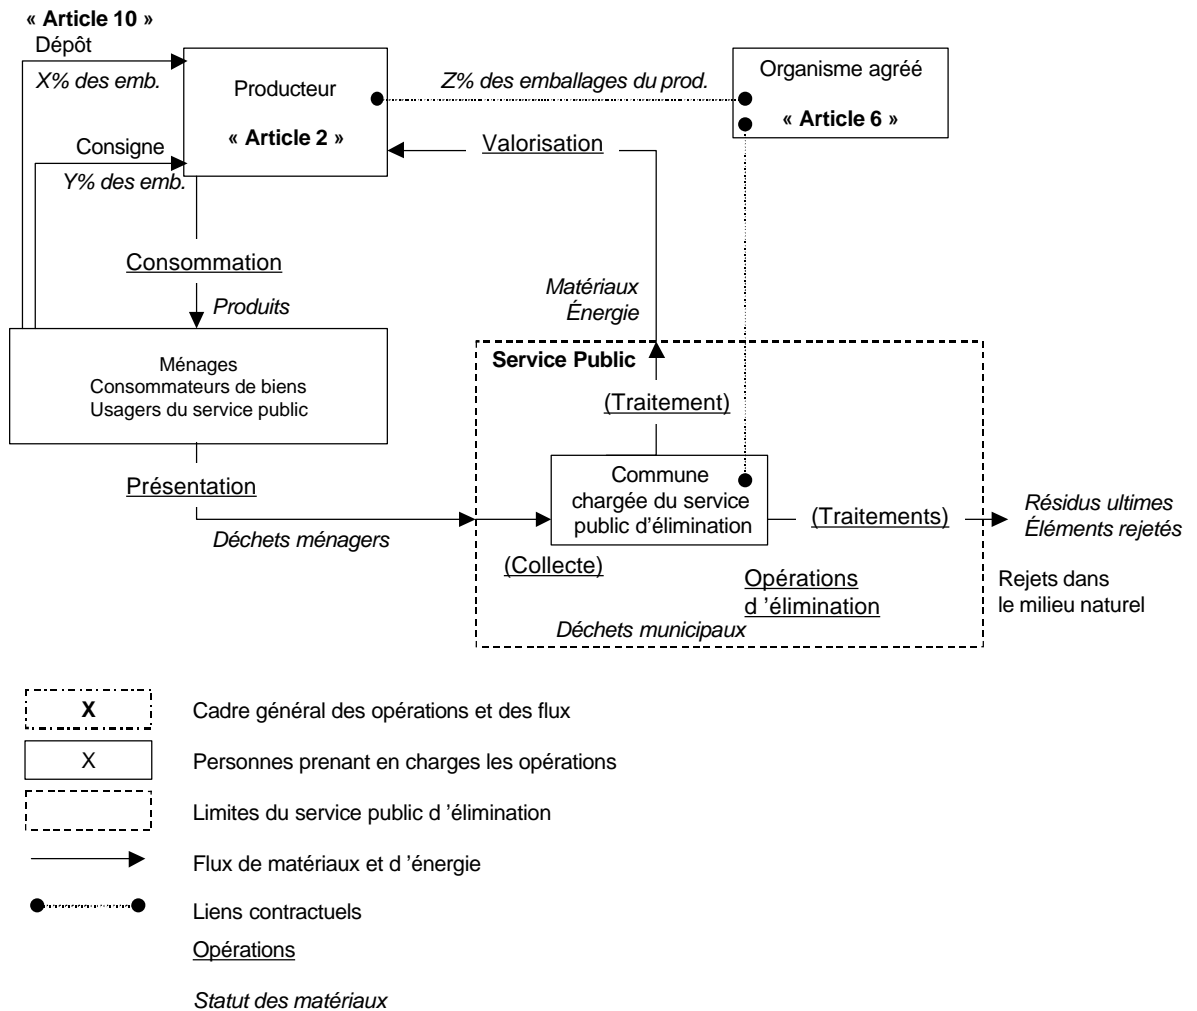 « Article 10 »
Dépôt
X% des emb.
Producteur
« Article 2 »
Z% des emballages du prod.
Organisme agréé
« Article 6 »
Consigne
Y% des emb.
Valorisation
Consommation
Produits
Matériaux
Énergie
Ménages
Consommateurs de biens
Usagers du service public
Service Public
(Traitement)
Présentation
Déchets ménagers
Commune
chargée du service
public d’élimination
(Collecte)
(Traitements)
Résidus ultimes
Éléments rejetés
Opérations
d ’élimination
Rejets dans
le milieu naturel
Déchets municipaux
X
Cadre général des opérations et des flux
X
Personnes prenant en charges les opérations
Limites du service public d ’élimination
Flux de matériaux et d ’énergie
Liens contractuels
Opérations
Statut des matériaux